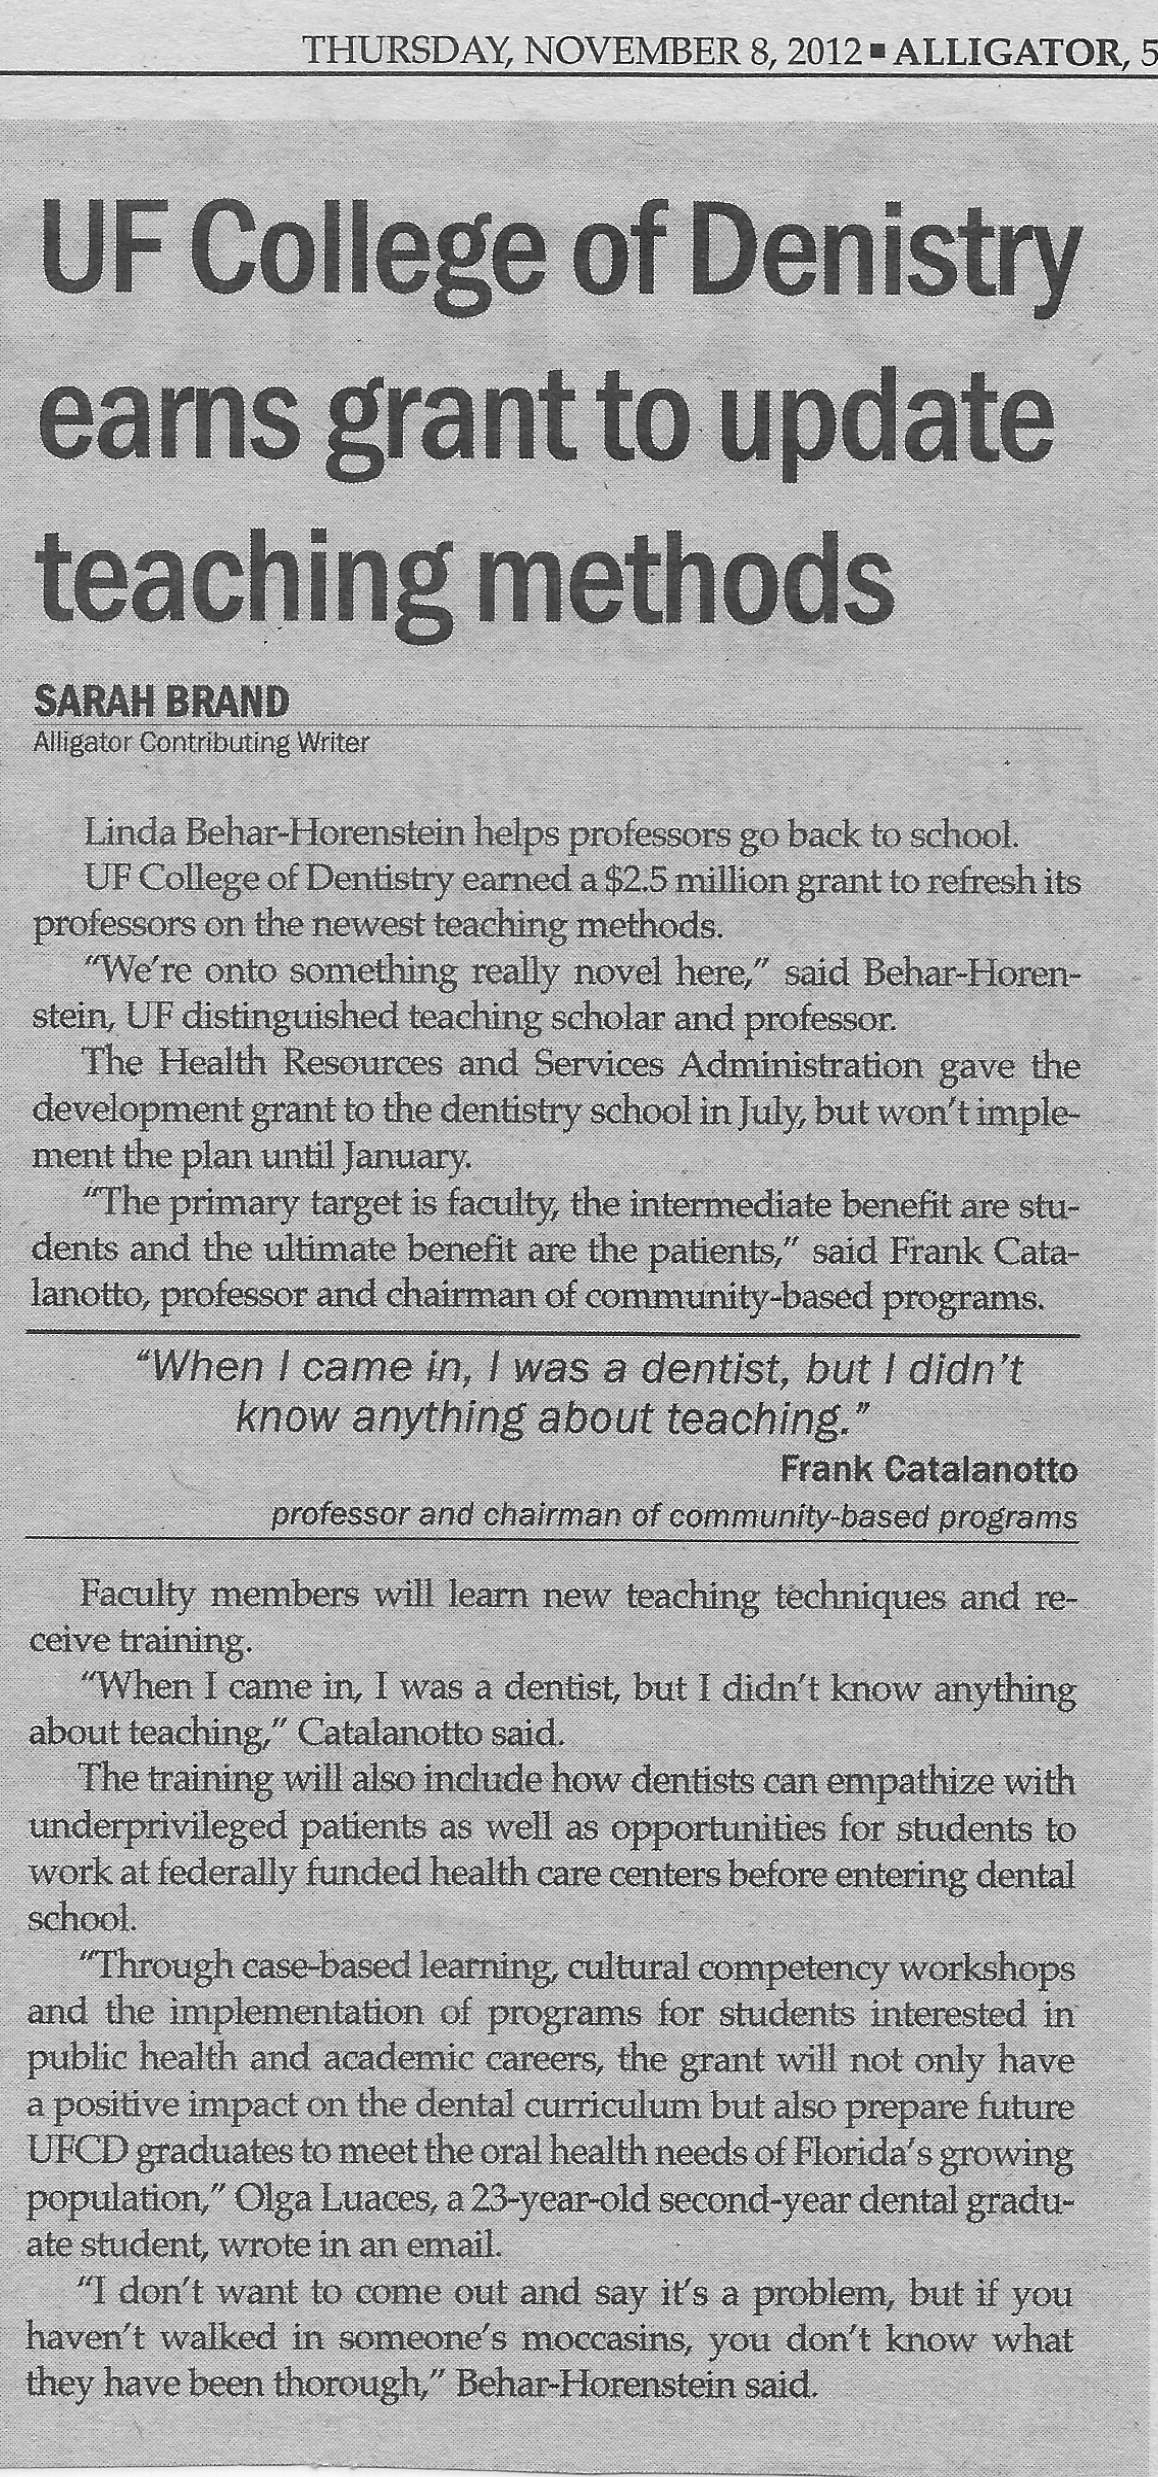 THURSDAY, NOVEMBER 8, 2012 ■ ALLIGATOR, 5
UF College of Denistry
earns grant to update
teaching methods
SARAH BRAND
Alligator Contributing Writer
Linda Behar-Horenstein helps professors go back to school.
UF College of Dentistry earned a $2.5 million grant to refresh its
professors on the newest teaching methods.
“We’re onto something really novel here,” said Behar-Horen-
stein, UF distinguished teaching scholar and professor.
The Health Resources and Services Administration gave the
development grant to the dentistry school in July, but won’t imple-
ment the plan until January.
“The primary target is faculty, the intermediate benefit are stu-
dents and the ultimate benefit are the patients,” said Frank Cata-
lanotto, professor and chairman of community-based programs.
“When I came in, I was a dentist, but I didn’t
know anything about teaching.”
Frank Catalanotto
professor and chairman of community-based programs
Faculty members will learn new teaching techniques and re-
ceive training.
“When I came in, I was a dentist, but I didn’t know anything
about teaching,” Catalanotto said.
The training will also include how dentists can empathize with
underprivileged patients as well as opportunities for students to
work at federally funded health care centers before entering dental
school.
“Through case-based learning, cultural competency workshops
and the implementation of programs for students interested in
public health and academic careers, the grant will not only have
a positive impact on the dental curriculum but also prepare future
UFCD graduates to meet the oral health needs of Florida’s growing
population,” Olga Luaces, a 23-year-old second-year dental gradu-
ate student, wrote in an email.
“I don’t want to come out and say it’s a problem, but if you
haven’t walked in someone’s moccasins, you don’t know what
they have been thorough,” Behar-Horenstein said.